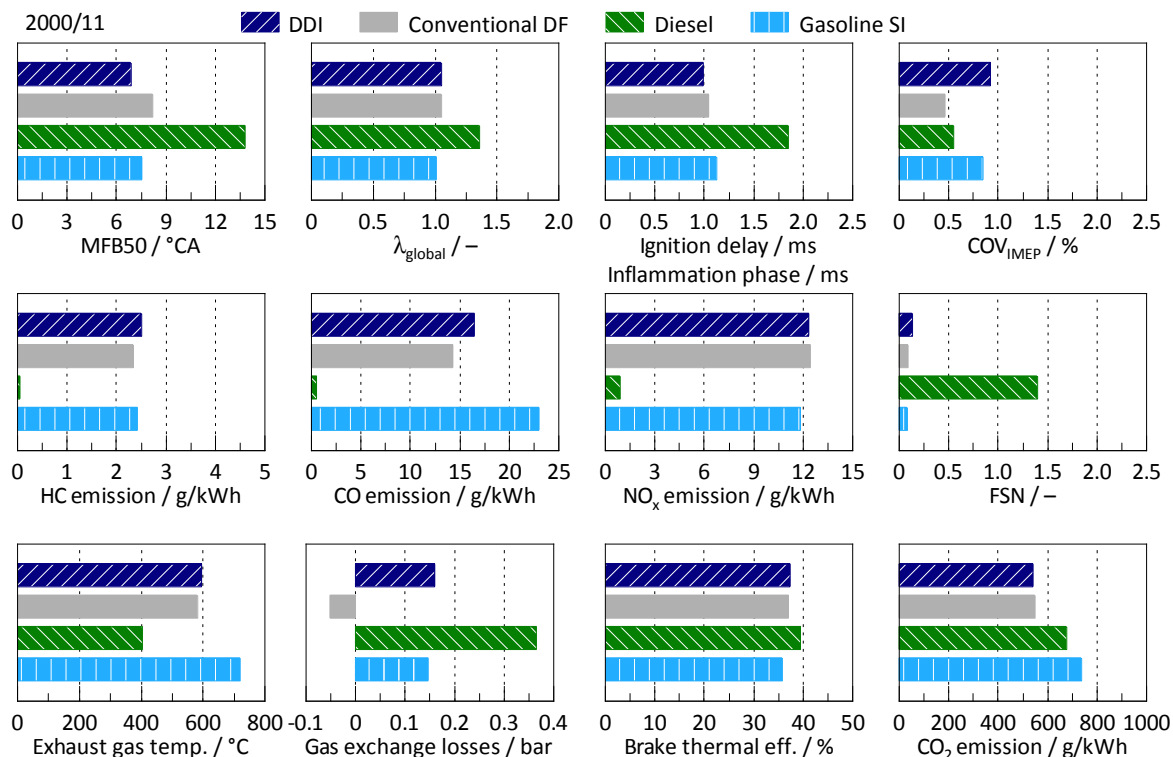 2000/11 DDI Conventional DF Diesel Gasoline SI
0 3 6 9 12 15 0 0.5 1.0 1.5 2.0 0 0.5 1.0 1.5 2.0 2.5 0 0.5 1.0 1.5 2.0 2.5
MFB50 / °CA λglobal / – Ignition delay / ms COVIMEP / %
Inflammation phase / ms
0 1 2 3 4 5 0 5 10 15 20 25 0 3 6 9 12 15 0 0.5 1.0 1.5 2.0 2.5
HC emission / g/kWh CO emission / g/kWh NOx emission / g/kWh FSN / –
0 200 400 600 800 -0.1 0 0.1 0.2 0.3 0.4 0 10 20 30 40 50 0 200 400 600 800 1000
Exhaust gas temp. / °C Gas exchange losses / bar Brake thermal eff. / % CO2 emission / g/kWh